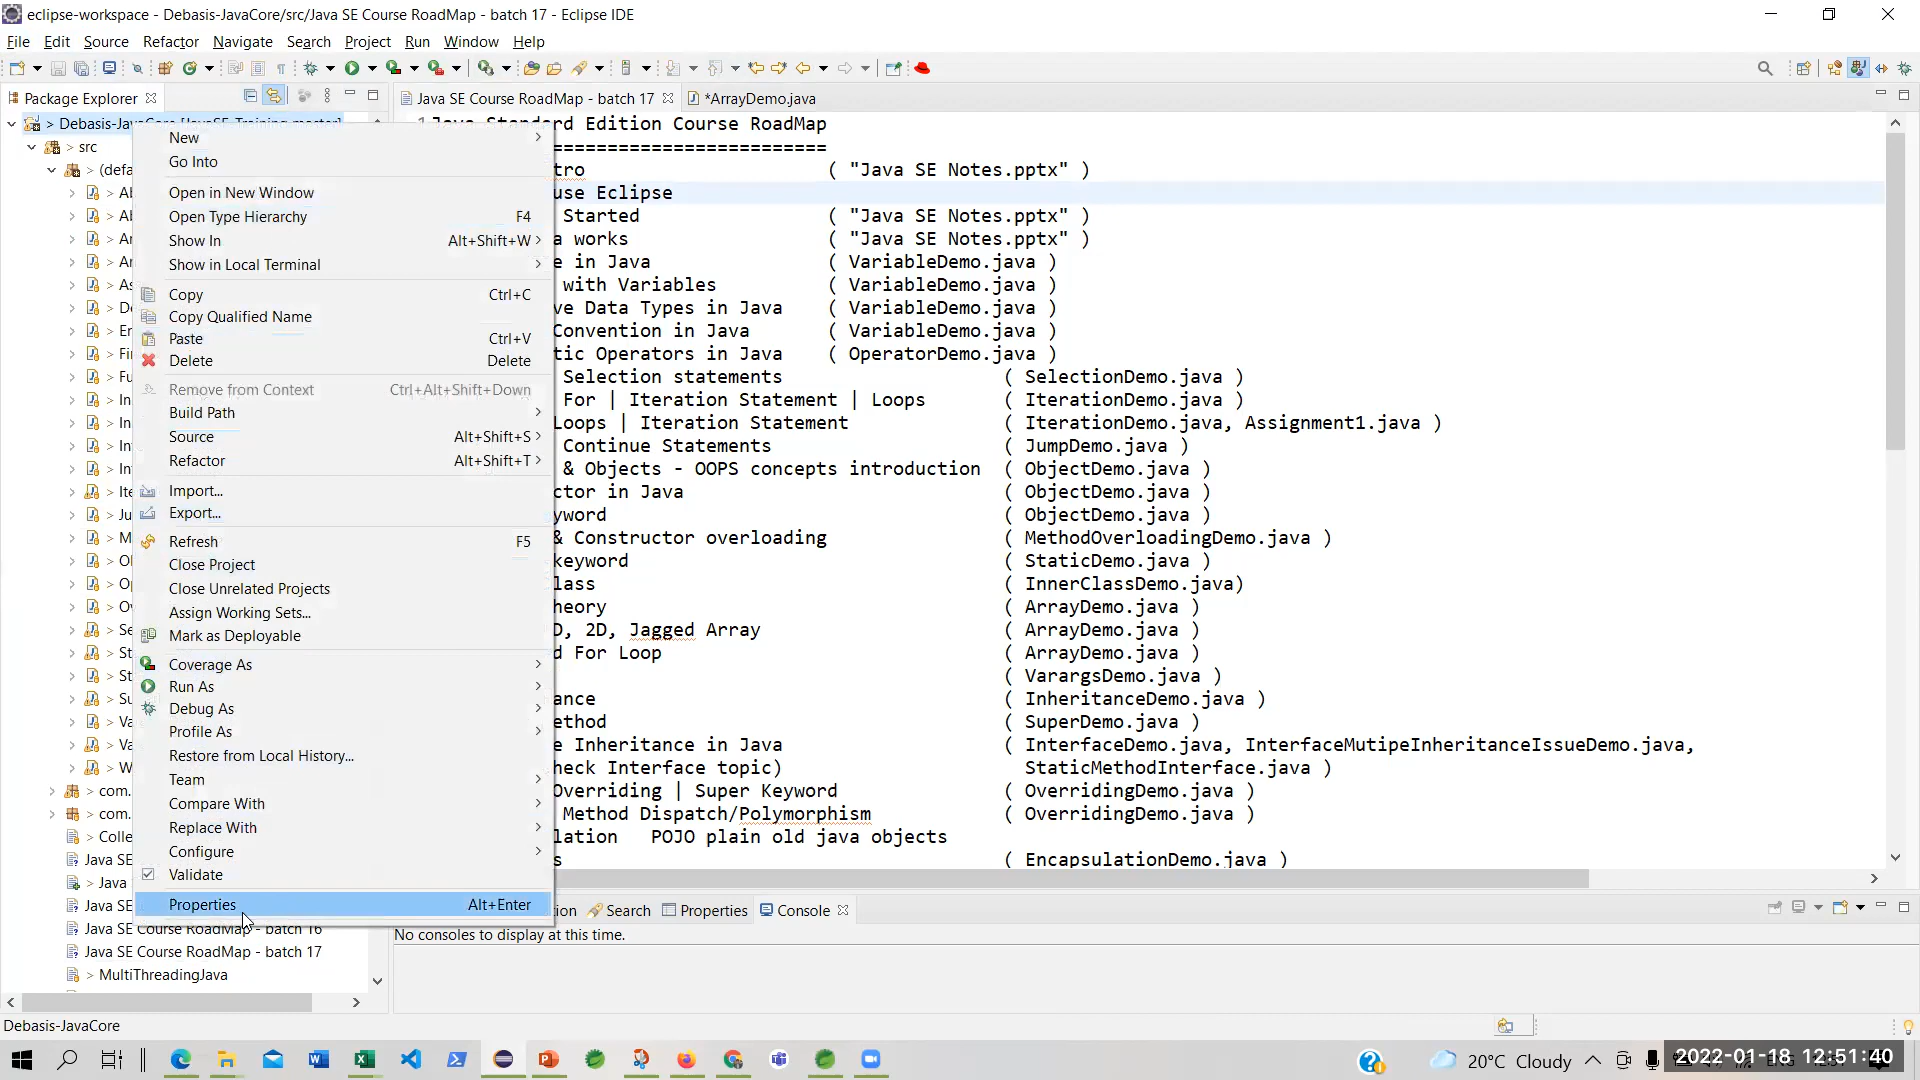 eclipse-workspace - Debasis-JavaCore/src/Java SE Course RoadMap - batch 17 - Eclipse IDE
File Edit Source Refactor Navigate Search Project Run Window Help
Package Explorer
Java SE Course RoadMap - batch 17
*ArrayDemo.java
> src
New
Go Into
Open in New Window
Open Type Hierarchy F4
Show In Alt+Shift+W >
Show in Local Terminal >
Copy Ctrl+C
Copy Qualified Name
Paste Ctrl+V
Delete Delete
Remove from Context Ctrl+Alt+Shift+Down
Build Path >
Source Alt+Shift+S >
Refactor Alt+Shift+T >
Import...
Export...
Refresh F5
Close Project
Close Unrelated Projects
Assign Working Sets...
Mark as Deployable
Coverage As >
Run As >
Debug As >
Profile As >
Restore from Local History...
Team >
Compare With >
Replace With >
Configure >
Validate
Properties Alt+Enter
Java SE Course RoadMap - batch 16
Java SE Course RoadMap - batch 17
> MultiThreadingJava
Java Standard Edition Course RoadMap
=========================
tro ( "Java SE Notes.pptx" )
use Eclipse
Started ( "Java SE Notes.pptx" )
works ( "Java SE Notes.pptx" )
e in Java ( VariableDemo.java )
with Variables ( VariableDemo.java )
ve Data Types in Java ( VariableDemo.java )
Convention in Java ( VariableDemo.java )
tic Operators in Java ( OperatorDemo.java )
Selection statements ( SelectionDemo.java )
For | Iteration Statement | Loops ( IterationDemo.java )
Loops | Iteration Statement ( IterationDemo.java, Assignment1.java )
Continue Statements ( JumpDemo.java )
& Objects - OOPS concepts introduction ( ObjectDemo.java )
ctor in Java ( ObjectDemo.java )
yword ( ObjectDemo.java )
& Constructor overloading ( MethodOverloadingDemo.java )
keyword ( StaticDemo.java )
lass ( InnerClassDemo.java)
heory ( ArrayDemo.java )
D, 2D, Jagged Array ( ArrayDemo.java )
d For Loop ( ArrayDemo.java )
( VarargsDemo.java )
ance ( InheritanceDemo.java )
ethod ( SuperDemo.java )
e Inheritance in Java ( InterfaceDemo.java, InterfaceMutipeInheritanceIssueDemo.java,
heck Interface topic) StaticMethodInterface.java )
Overriding | Super Keyword ( OverridingDemo.java )
Method Dispatch/Polymorphism ( OverridingDemo.java )
lation POJO plain old java objects
s ( EncapsulationDemo.java )
ion Search Properties Console
No consoles to display at this time.
Debasis-JavaCore
20°C Cloudy
2022-01-18 12:51:40